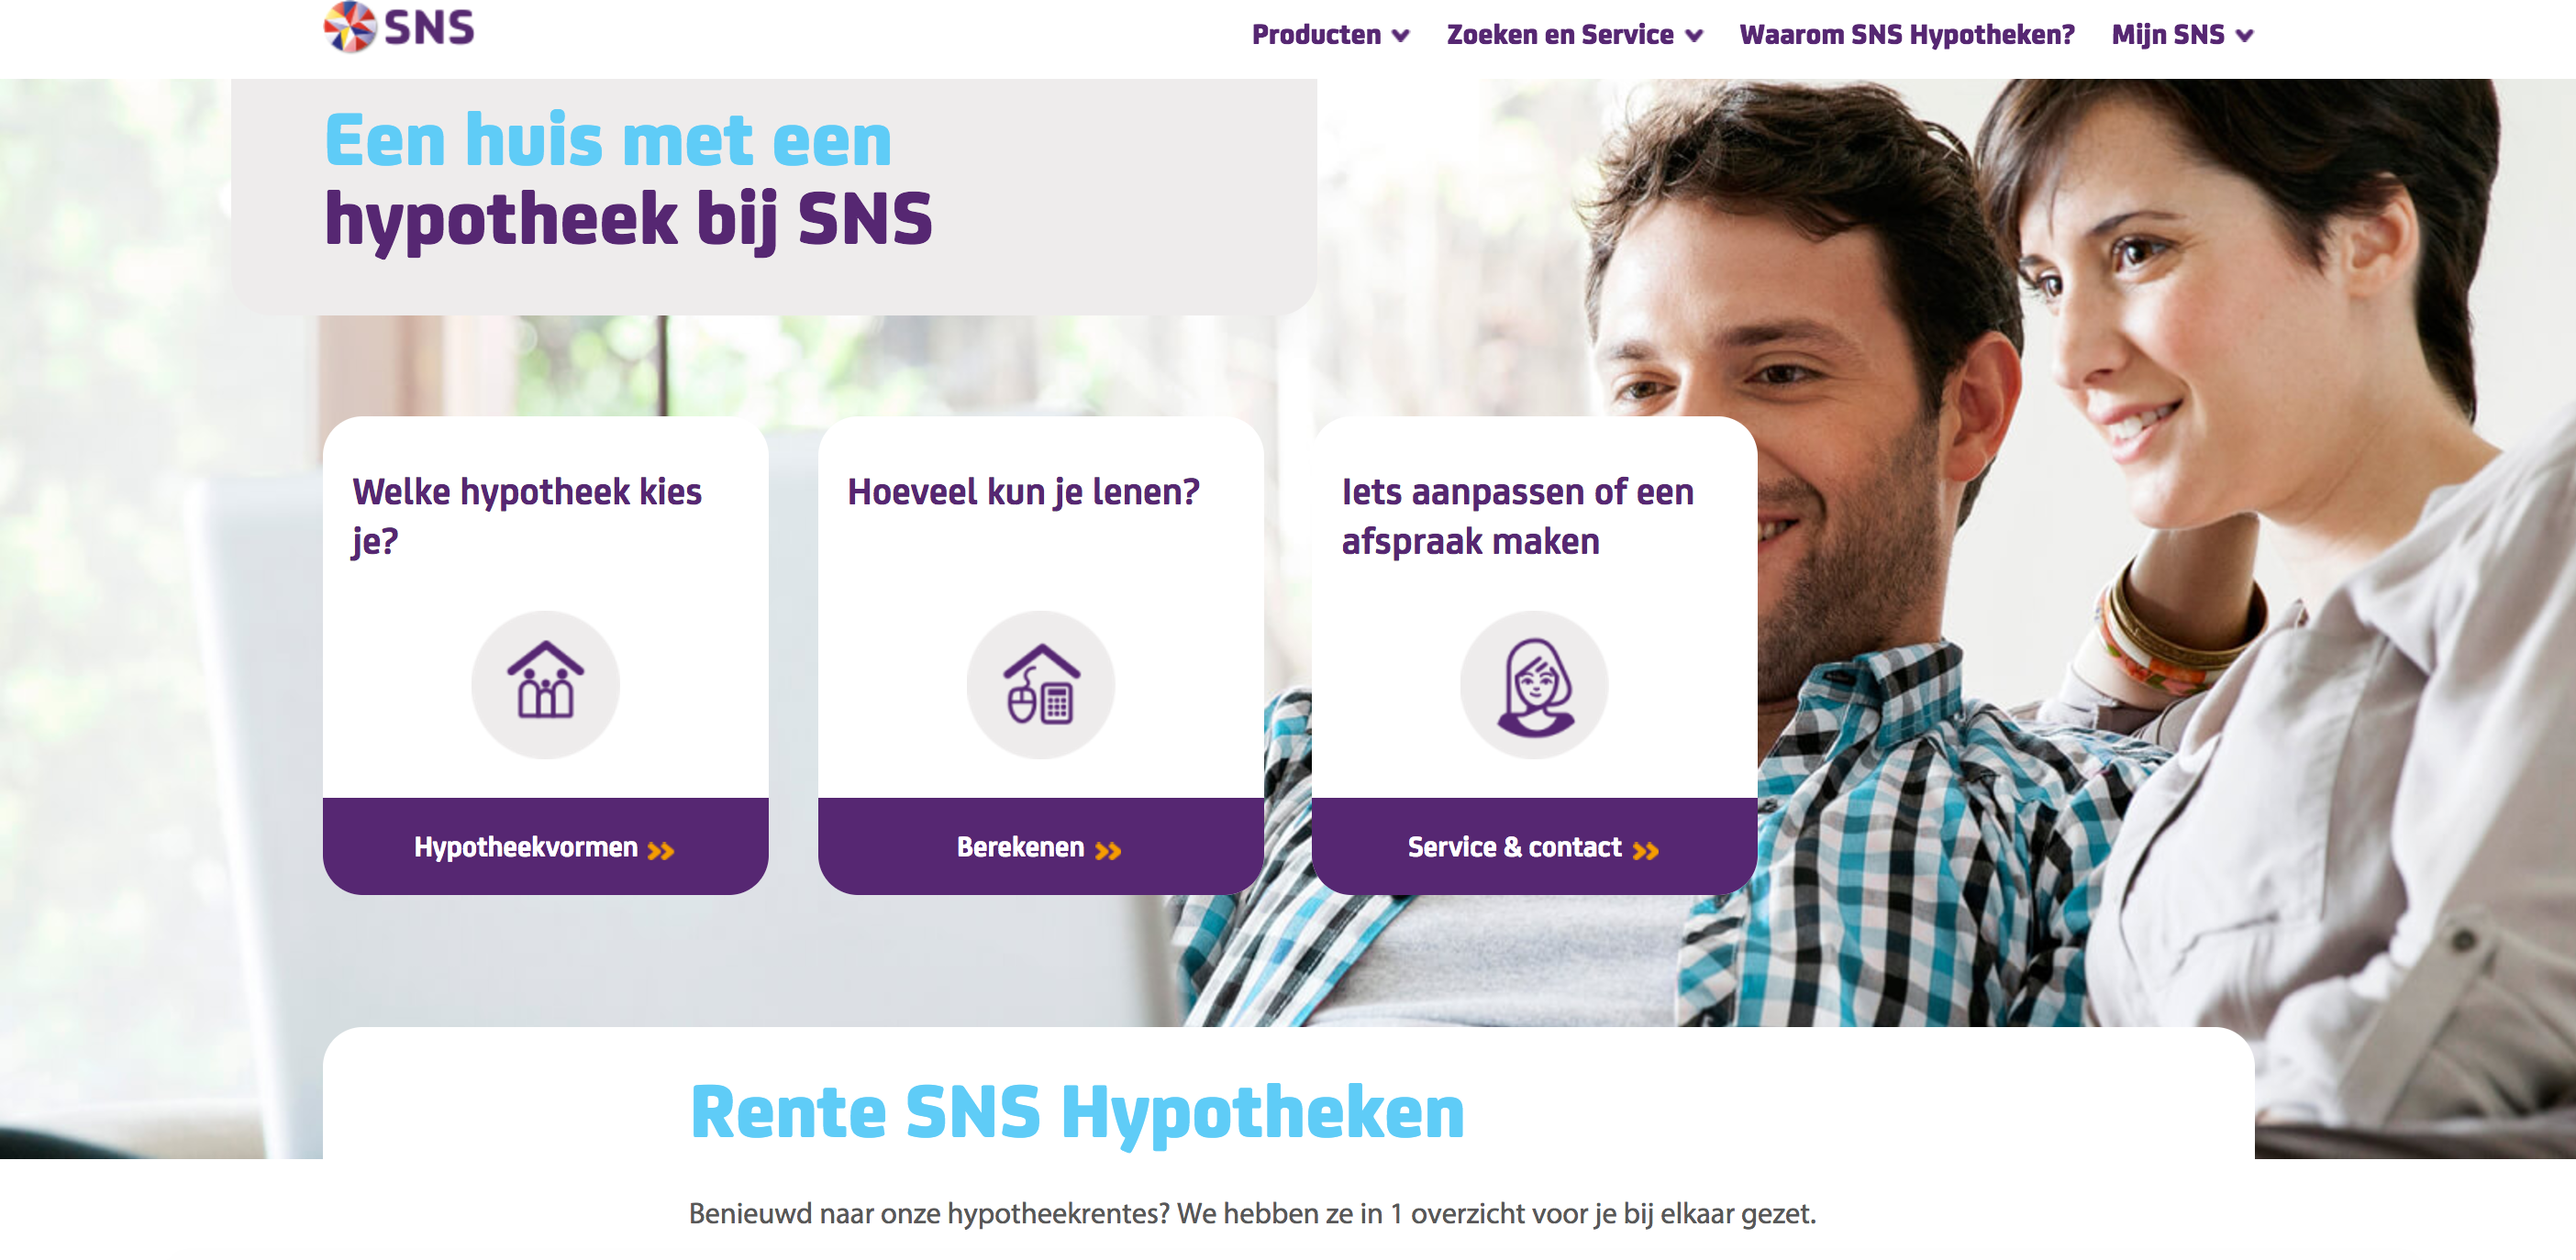 SNS
Producten
Zoeken en Service
Waarom SNS Hypotheken?
Mijn SNS
Een huis met een
hypotheek bij SNS
Welke hypotheek kies
je?
Hypotheekvormen
Hoeveel kun je lenen?
Berekenen
Iets aanpassen of een
afspraak maken
Service & contact
Rente SNS Hypotheken
Benieuwd naar onze hypotheekrentes? We hebben ze in 1 overzicht voor je bij elkaar gezet.